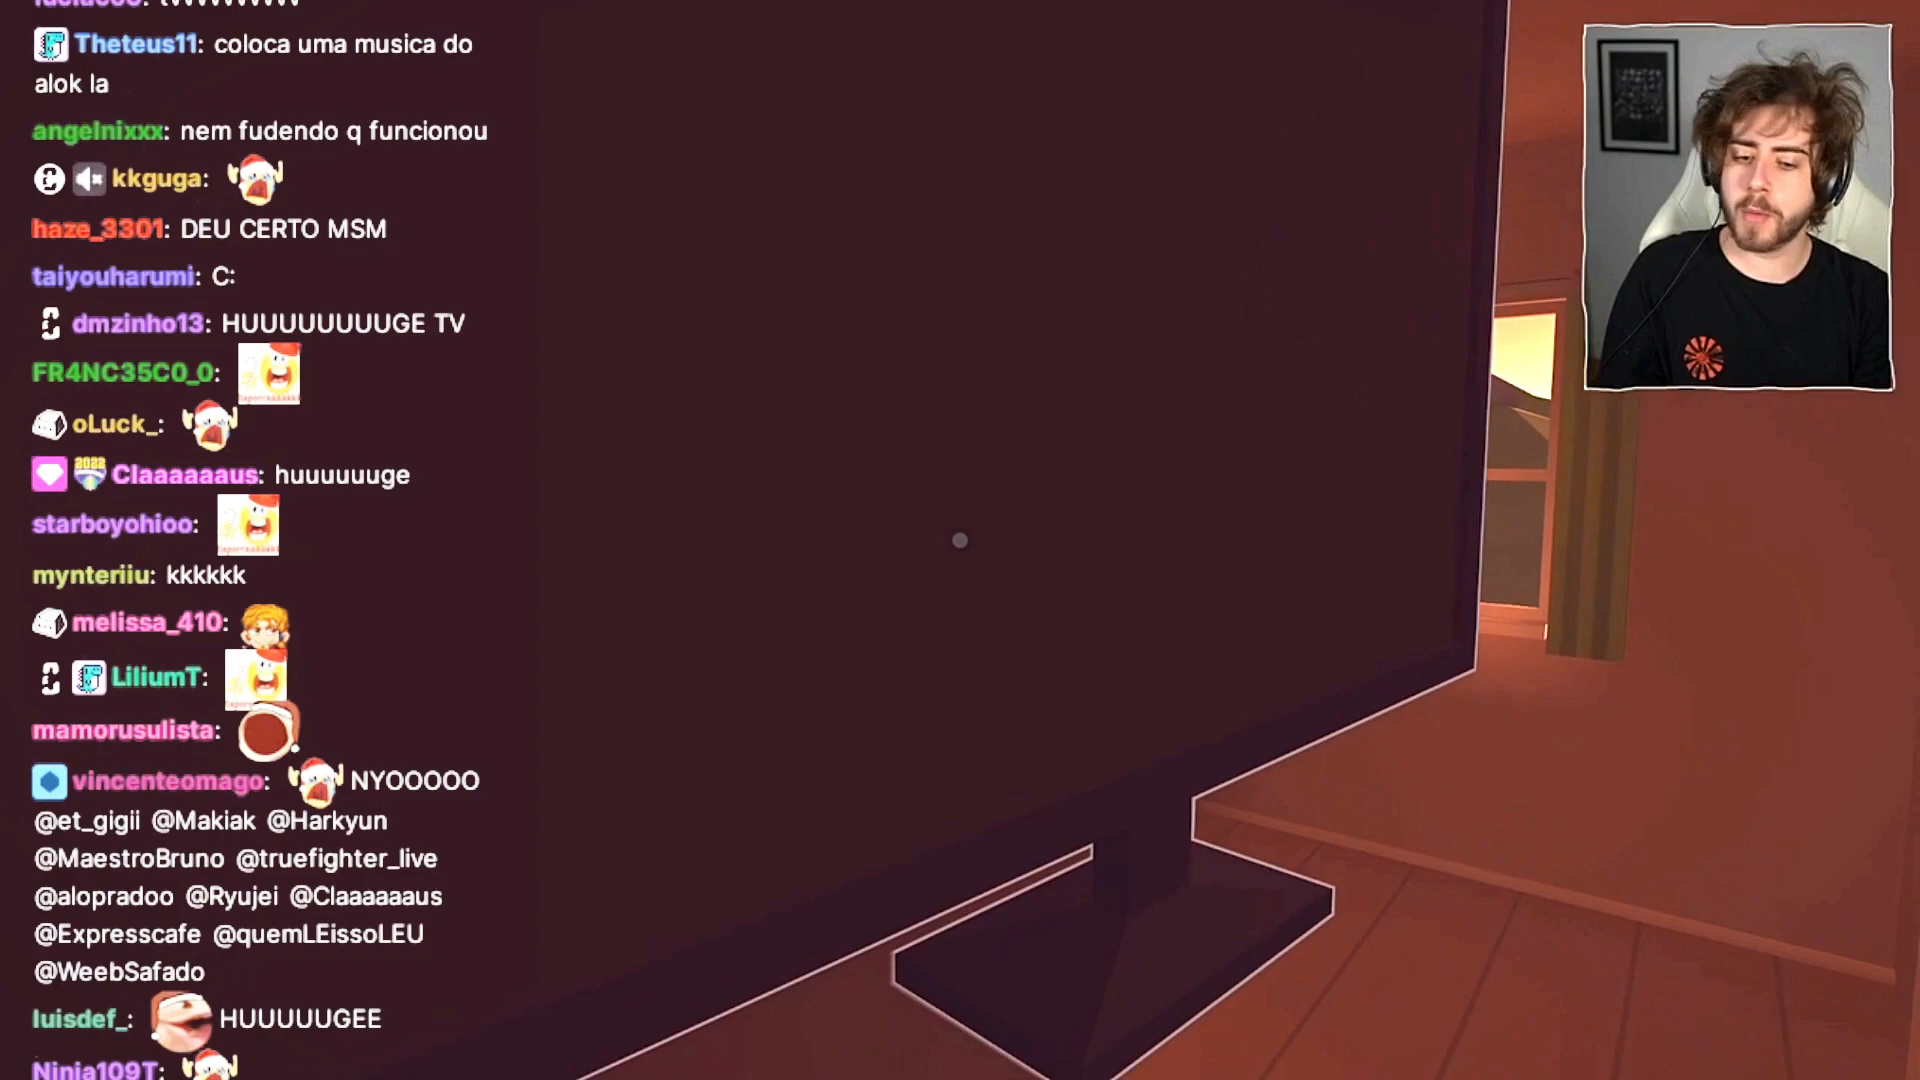 Theteus11: coloca uma musica do
alok la
angelnixxx: nem fudendo q funcionou
kkguga:
haze_3301: DEU CERTO MSM
taiyouharumi: C:
dmzinho13: HUUUUUUUUGE TV
FR4NC35C0_0:
oLuck_:
2022 Claaaaaaus: huuuuuuge
starboyohioo:
mynteriiu: kkkkkk
melissa_410:
LiliumT:
mamorusulista:
vincenteomago: NYOOOOO
@et_gigii @Makiak @Harkyun
@MaestroBruno @truefighter_live
@alopradoo @Ryujei @Claaaaaaus
@Expresscafe @quemLEissoLEU
@WeebSafado
luisdef_: HUUUUUGEE
Ninja109T: